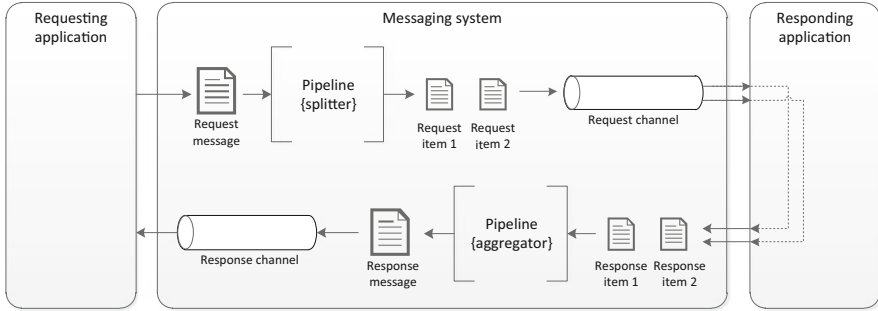 Requesting
application
Messaging system
Responding
application
Request
message
Pipeline
{splitter}
Request
item 1
Request
item 2
Request channel
Response channel
Response
message
Pipeline
{aggregator}
Response
item 1
Response
item 2